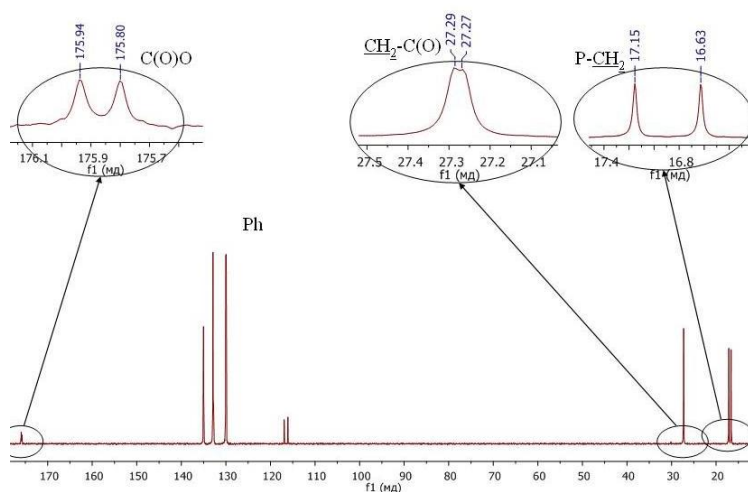 175.94
175.80
C(O)O
176.1 175.9 175.7
f1 (мд)
CH2-C(O)
27.29
27.27
27.5 27.4 27.3 27.2 27.1
f1 (мд)
P-CH2
17.15
16.63
17.4 16.8
f1 (мд)
Ph
170 160 150 140 130 120 110 100 90 80 70 60 50 40 30 20
f1 (мд)